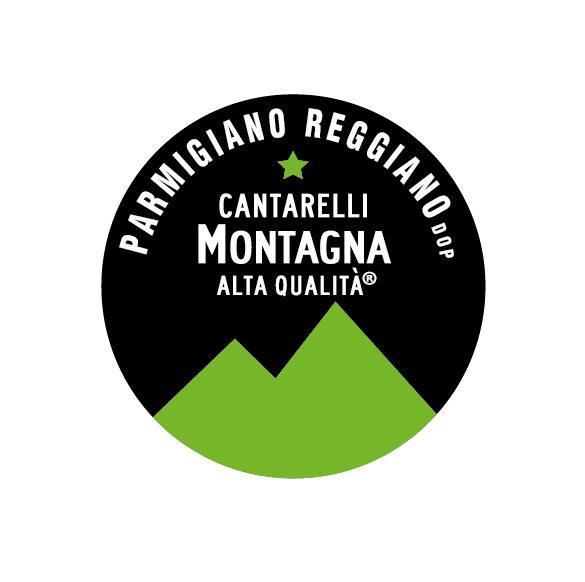 PARMIGIANO REGGIANO DOP
CANTARELLI
MONTAGNA
ALTA QUALITÀ®